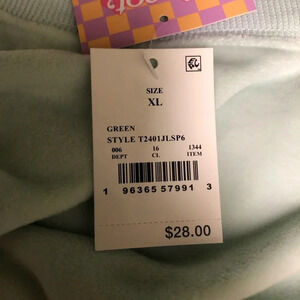 SIZE
XL
GREEN
STYLE T2401JLSP6
006 16 1344
DEPT CL ITEM
1 96365 57991 3
$28.00